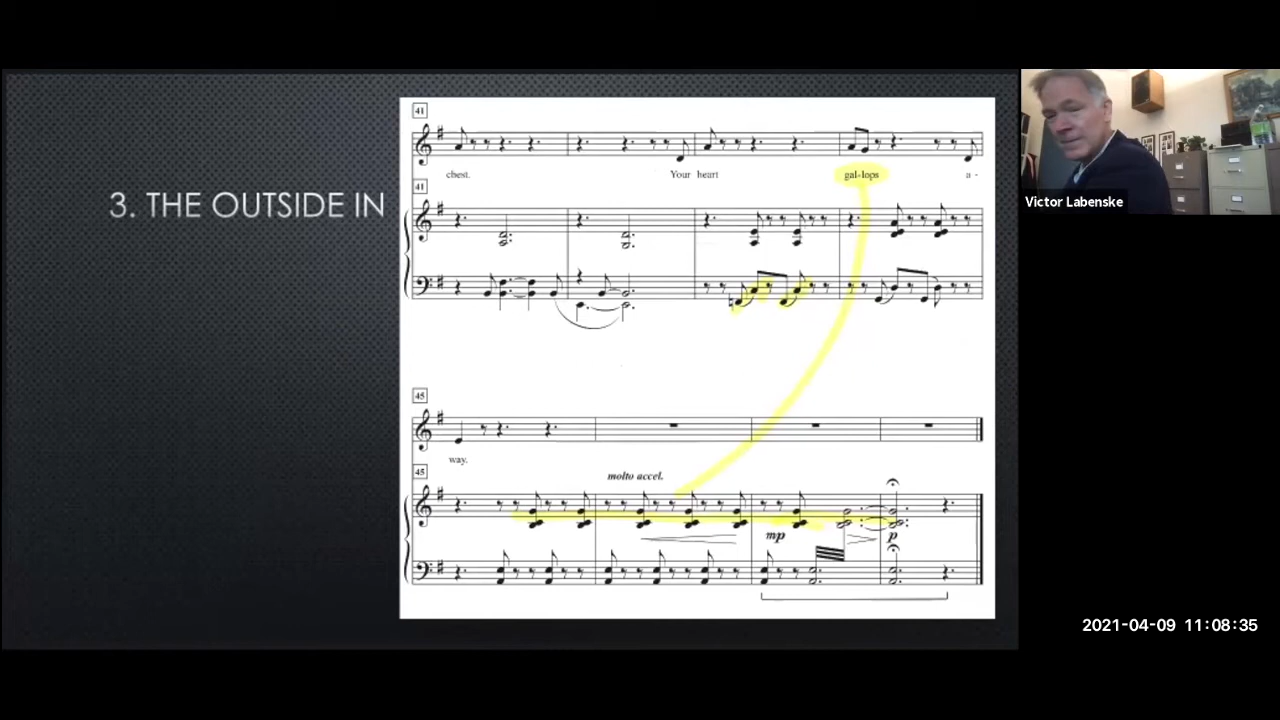 3. THE OUTSIDE IN
41
chest. Your heart gal-lops a -
41
45
way.
45
molto accel.
mp
p
Victor Labenske
2021-04-09 11:08:35